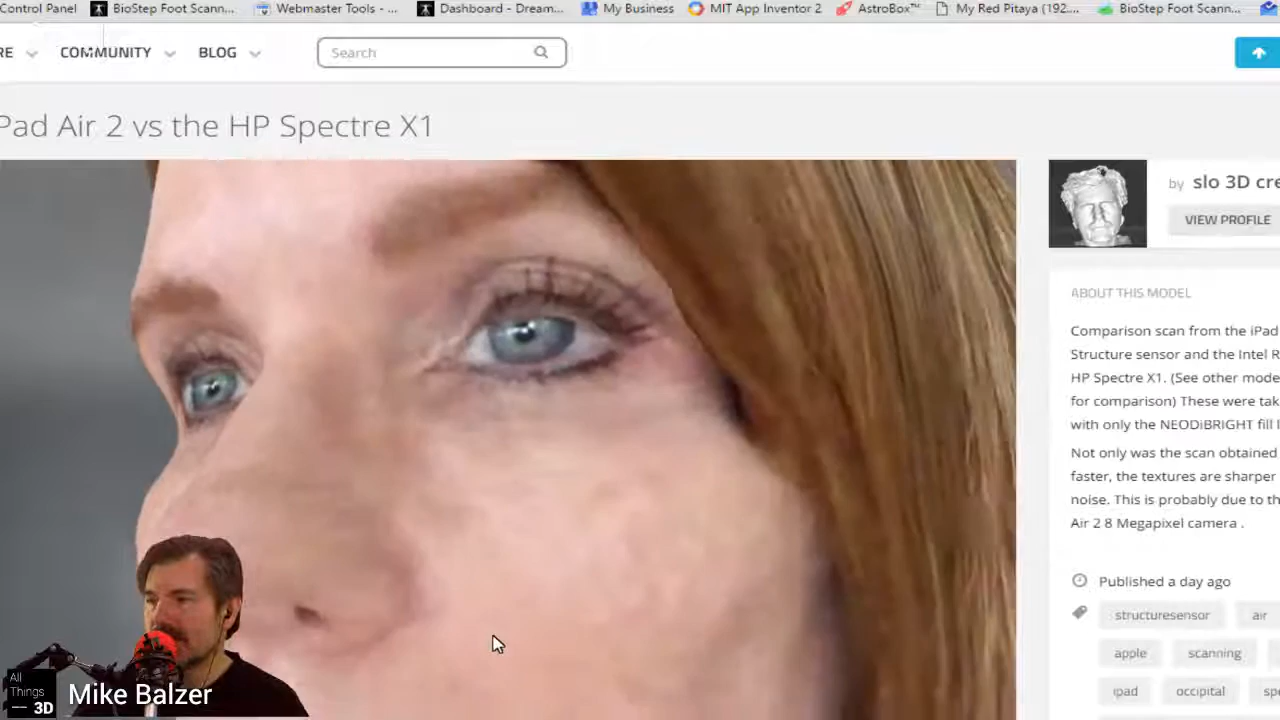 Control Panel BioStep Foot Scann... Webmaster Tools - ... Dashboard - Dream... My Business MIT App Inventor 2 AstroBox™ My Red Pitaya (192.... BioStep Foot Scann...
RE COMMUNITY BLOG Search
Pad Air 2 vs the HP Spectre X1
by slo 3D cre
VIEW PROFILE
ABOUT THIS MODEL
Comparison scan from the iPad
Structure sensor and the Intel R
HP Spectre X1. (See other mode
for comparison) These were tak
with only the NEODiBRIGHT fill l
Not only was the scan obtained
faster, the textures are sharper
noise. This is probably due to th
Air 2 8 Megapixel camera .
Published a day ago
structuresensor air
apple scanning
ipad occipital spe
All
Things
3D
Mike Balzer